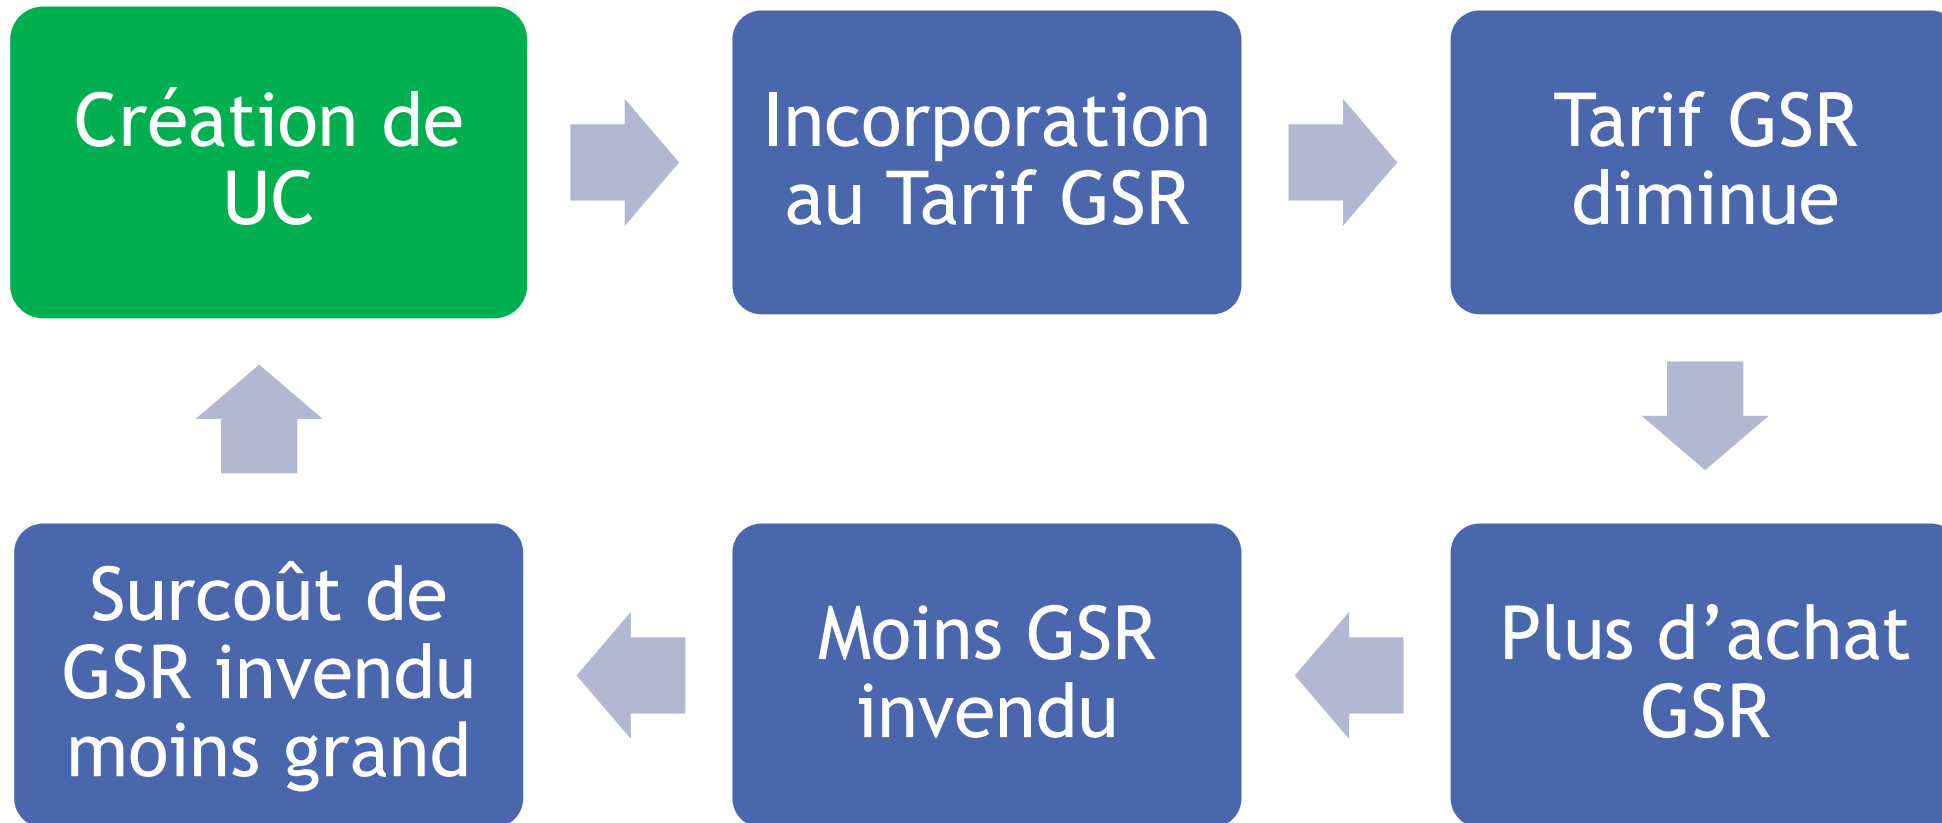 Création de
UC
Incorporation
au Tarif GSR
Tarif GSR
diminue
Surcoût de
GSR invendu
moins grand
Moins GSR
invendu
Plus d’achat
GSR